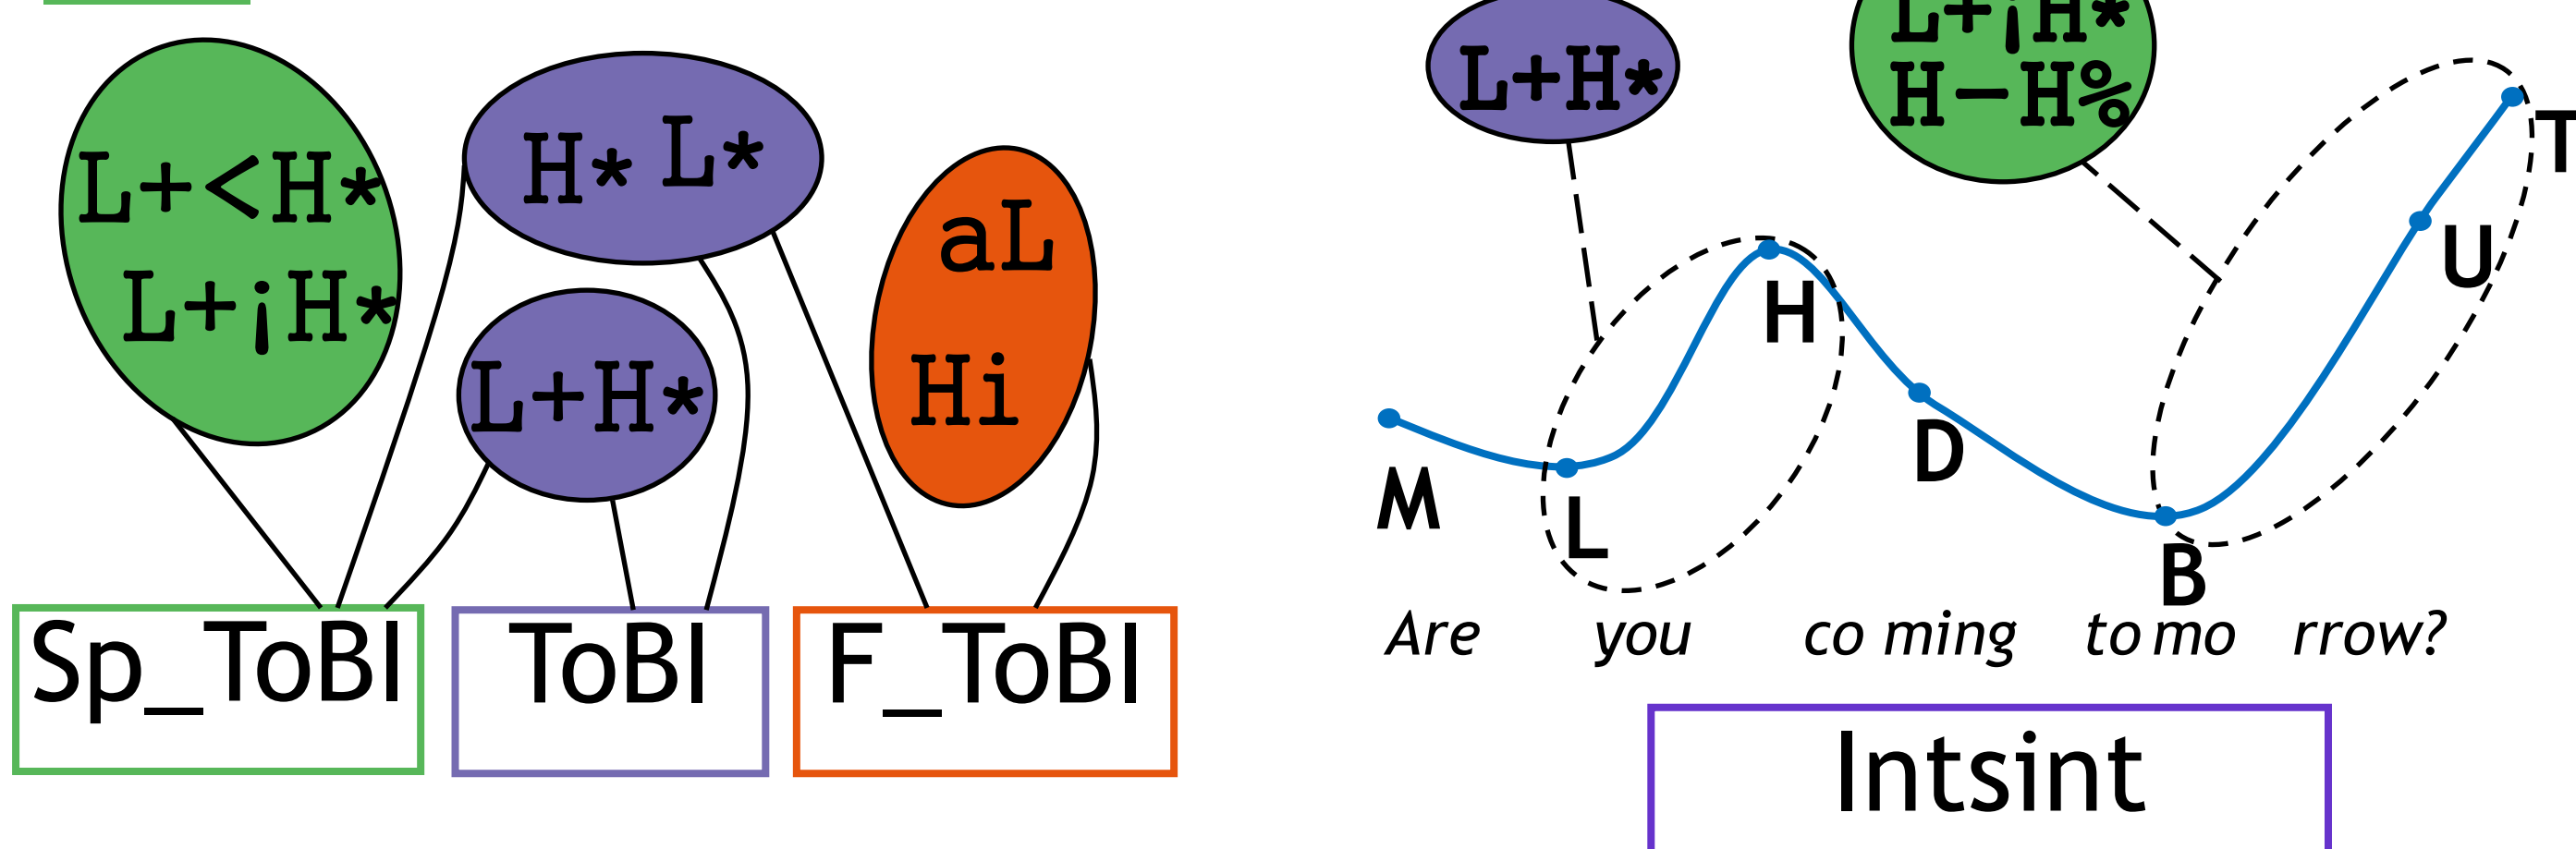 L+<H*
L+¡H*
H* L*
L+H*
aL
Hi
Sp_ToBI
ToBI
F_ToBI
L+H*
L+¡H*
H-H%
M
L
H
D
B
U
T
Are you co ming to mo rrow?
Intsint